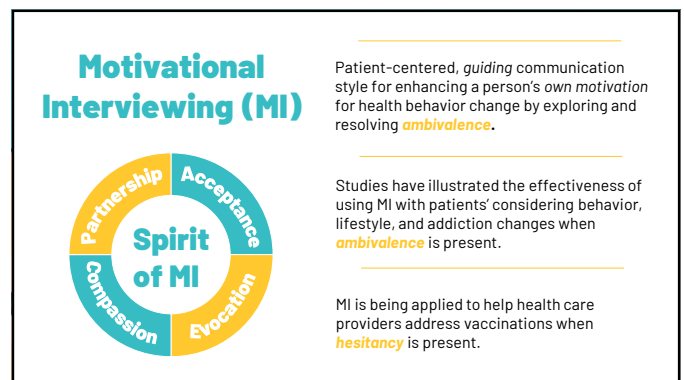 Motivational
Interviewing (MI)
Partnership
Acceptance
Spirit
of MI
Compassion
Evocation
Patient-centered, guiding communication
style for enhancing a person’s own motivation
for health behavior change by exploring and
resolving ambivalence.
Studies have illustrated the effectiveness of
using MI with patients’ considering behavior,
lifestyle, and addiction changes when
ambivalence is present.
MI is being applied to help health care
providers address vaccinations when
hesitancy is present.